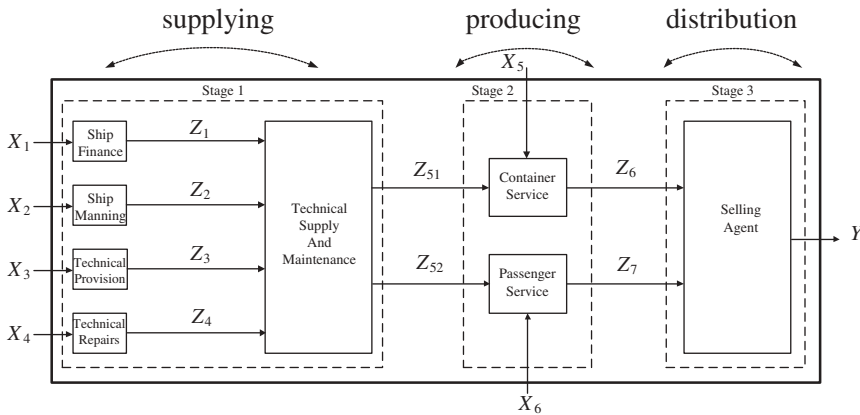 supplying
producing
distribution
Stage 1
Stage 2
Stage 3
X5
X1
Ship
Finance
Z1
X2
Ship
Manning
Z2
X3
Technical
Provision
Z3
X4
Technical
Repairs
Z4
Technical
Supply
And
Maintenance
Z51
Z52
Container
Service
Passenger
Service
X6
Z6
Z7
Selling
Agent
Y